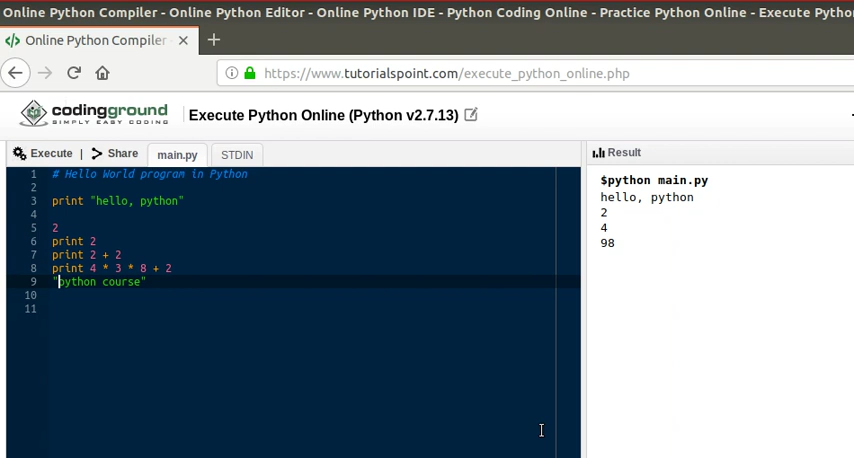 Online Python Compiler - Online Python Editor - Online Python IDE - Python Coding Online - Practice Python Online - Execute Pytho
</> Online Python Compiler ×
https://www.tutorialspoint.com/execute_python_online.php
codingground
SIMPLY EASY CODING
Execute Python Online (Python v2.7.13)
Execute | Share main.py STDIN
Result
1 # Hello World program in Python
2
3 print "hello, python"
4
5 2
6 print 2
7 print 2 + 2
8 print 4 * 3 * 8 + 2
9 "python course"
10
11
$python main.py
hello, python
2
4
98